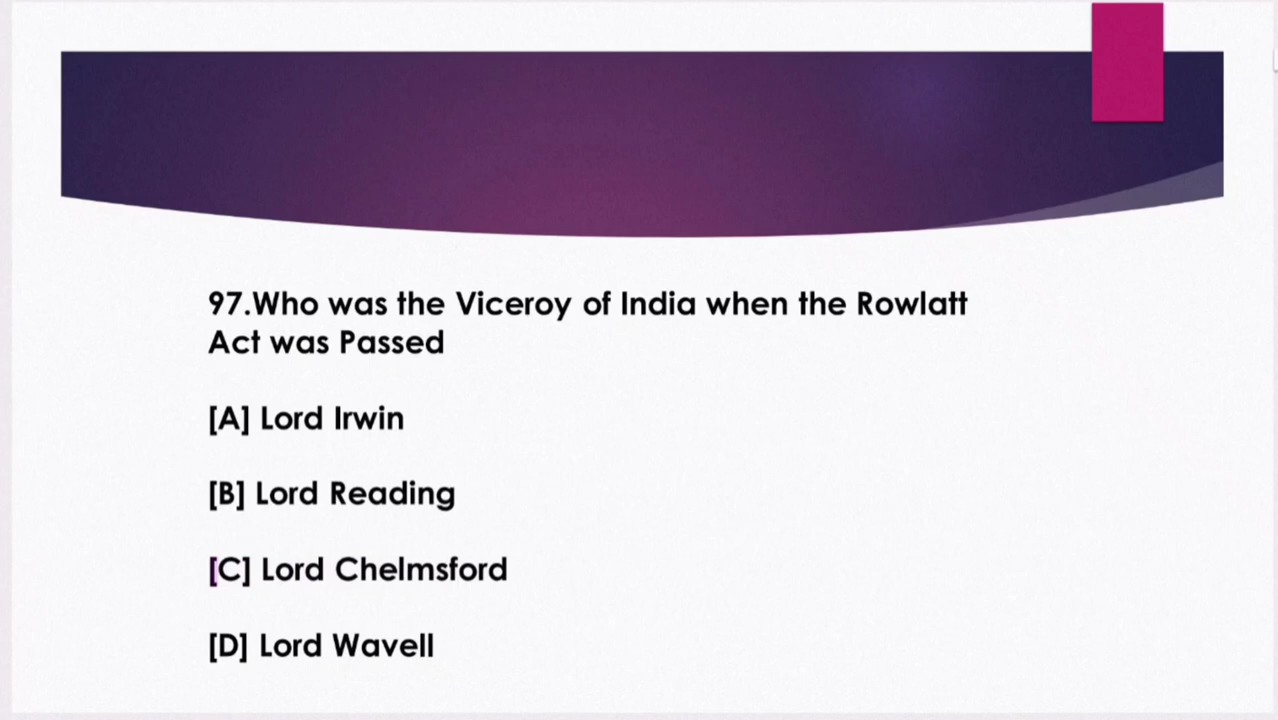 97.Who was the Viceroy of India when the Rowlatt
Act was Passed
[A] Lord Irwin
[B] Lord Reading
[C] Lord Chelmsford
[D] Lord Wavell